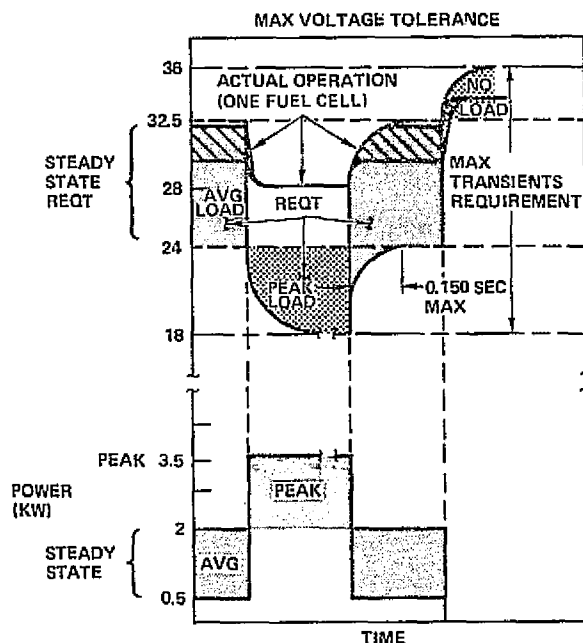 MAX VOLTAGE TOLERANCE
36
ACTUAL OPERATION
(ONE FUEL CELL)
NO
LOAD
32.5
STEADY
STATE
REQT
MAX
TRANSIENTS
REQUIREMENT
28
AVG
LOAD
REQT
24
PEAK
LOAD
0.150 SEC
MAX
18
PEAK 3.5
POWER
(KW)
PEAK
2
STEADY
STATE
AVG
0.5
TIME